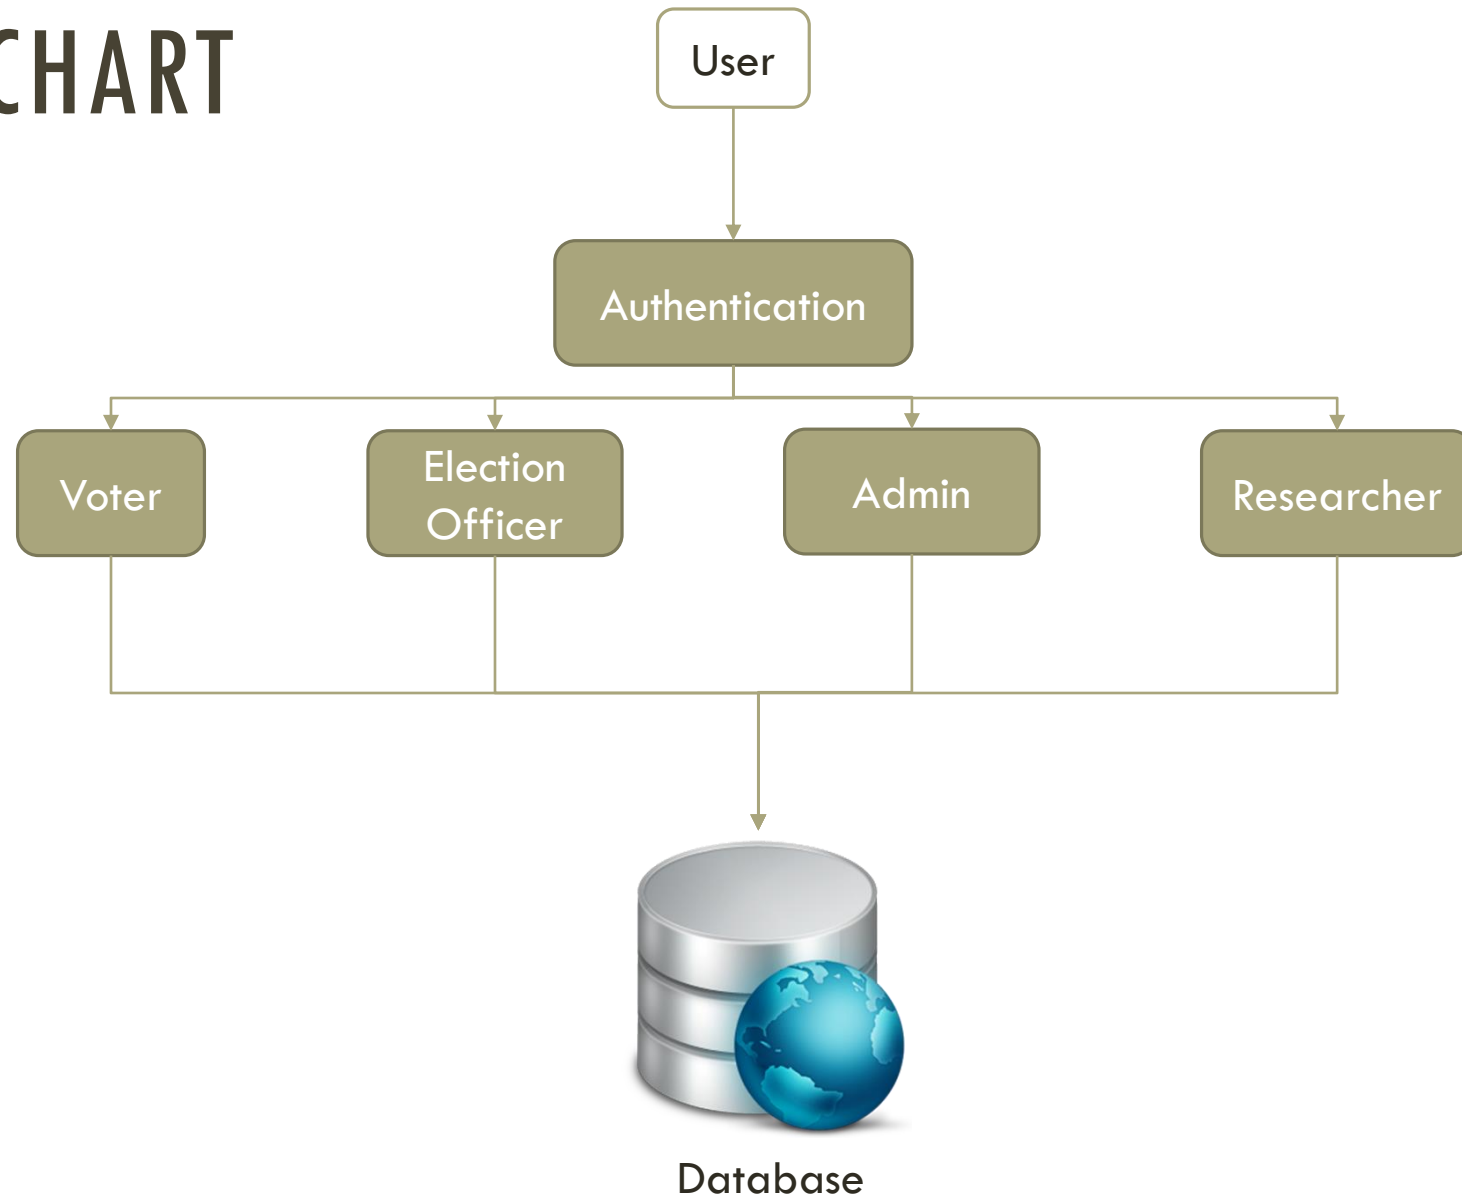 CHART
User
Authentication
Voter
Election
Officer
Admin
Researcher
Database